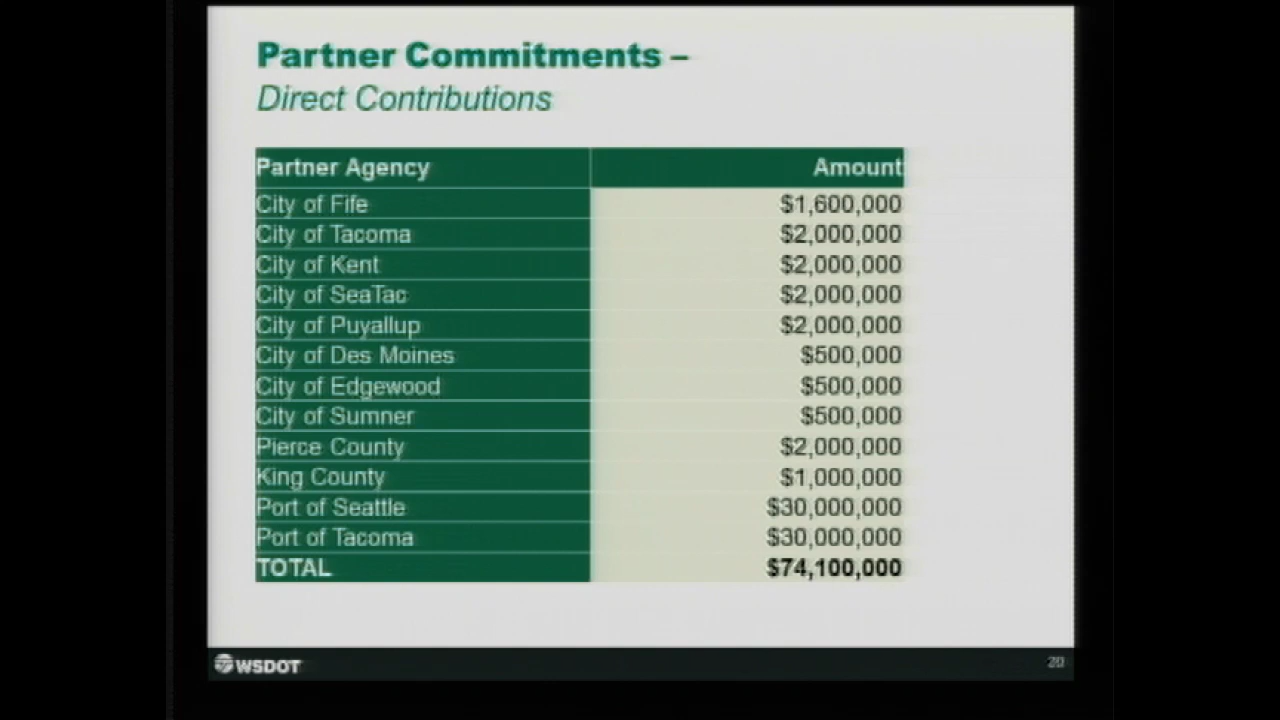 Partner Commitments –
Direct Contributions
Partner Agency Amount
City of Fife $1,600,000
City of Tacoma $2,000,000
City of Kent $2,000,000
City of SeaTac $2,000,000
City of Puyallup $2,000,000
City of Des Moines $500,000
City of Edgewood $500,000
City of Sumner $500,000
Pierce County $2,000,000
King County $1,000,000
Port of Seattle $30,000,000
Port of Tacoma $30,000,000
TOTAL $74,100,000
WSDOT 20